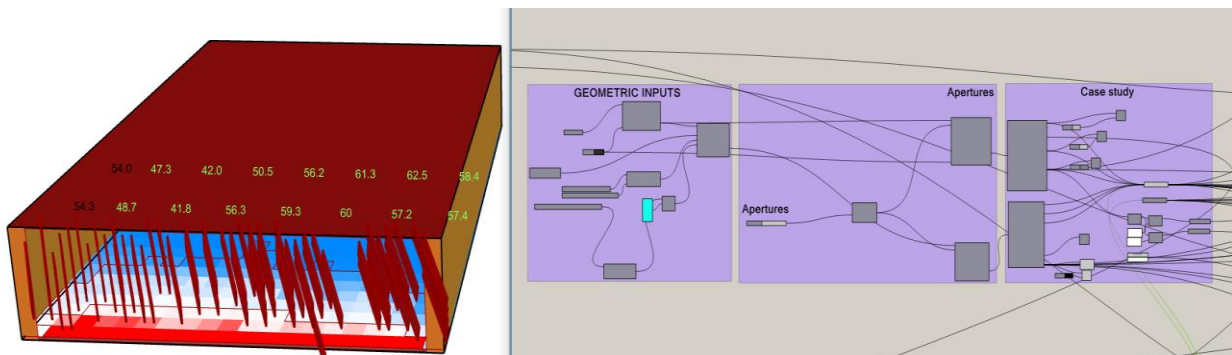 54.0 47.3 42.0 50.5 56.2 61.3 62.5 58.4
54.3 48.7 41.8 56.3 59.3 60 57.2 57.4
GEOMETRIC INPUTS
Apertures
Apertures
Case study